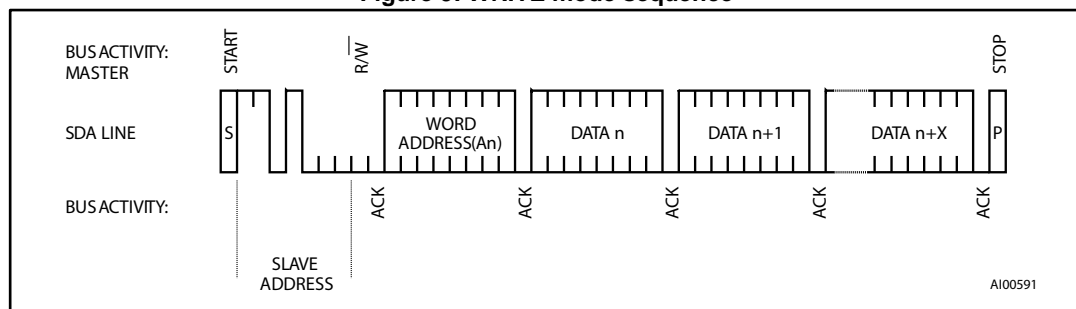 Figure 9. WRITE mode sequence
BUS ACTIVITY:
MASTER
START
R/W
STOP
SDA LINE
S
WORD
ADDRESS(An)
DATA n
DATA n+1
DATA n+X
P
BUS ACTIVITY:
ACK
ACK
ACK
ACK
ACK
SLAVE
ADDRESS
AI00591